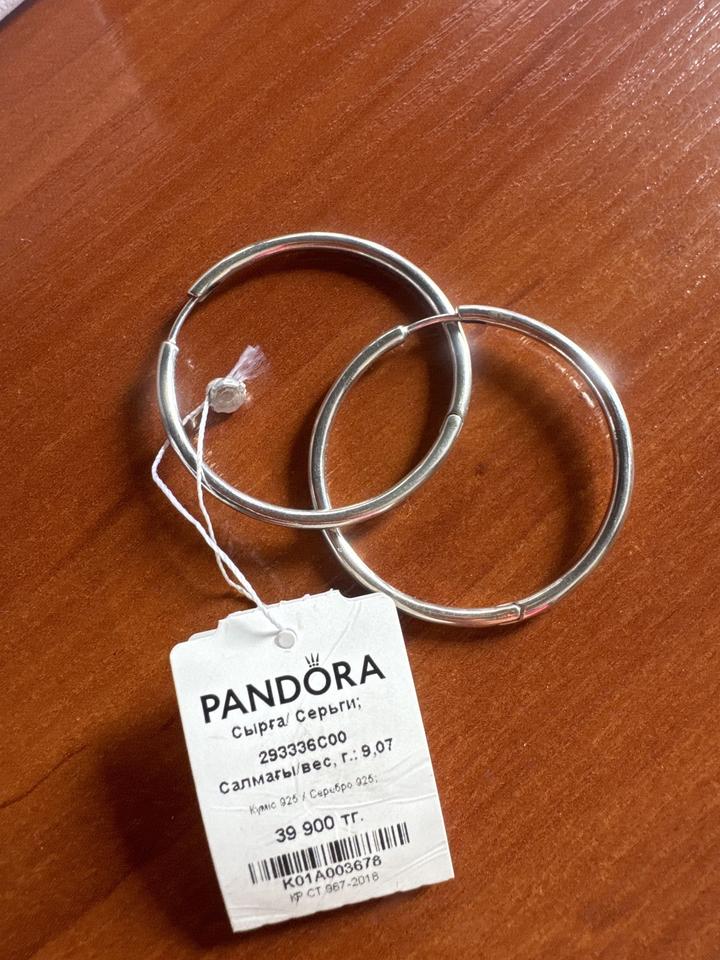 PANDORA
Сырға/ Серьги;
293336C00
Салмағы/вес, г.: 9,07
Күміс 925 / Серебро 925;
39 900 тг.
K01A003678
ҚР СТ 987-2018